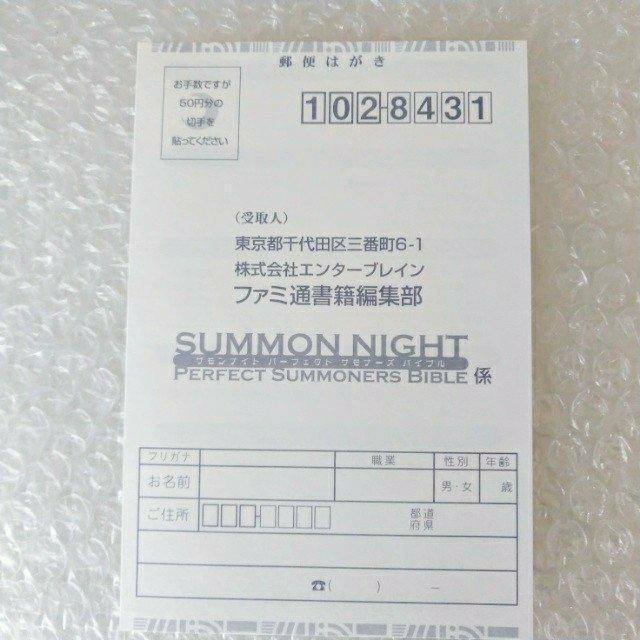 郵便はがき
お手数ですが
50円分の
切手を
貼ってください
102-8431
(受取人)
東京都千代田区三番町6-1
株式会社エンターブレイン
ファミ通書籍編集部
SUMMON NIGHT
サモンナイト パーフェクト サモナーズ バイブル
PERFECT SUMMONERS BIBLE 係
フリガナ 職業 性別 年齢
お名前 男・女 歳
ご住所 都道
府県
☎( ) －